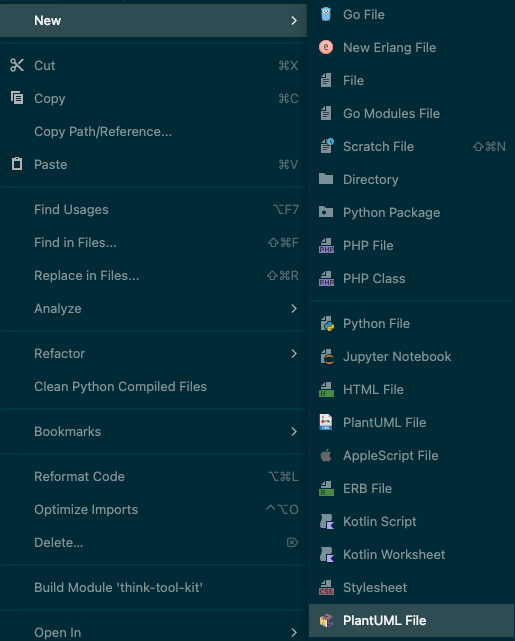 New
Cut ⌘X
Copy ⌘C
Copy Path/Reference...
Paste ⌘V
Find Usages ⌥F7
Find in Files... ⇧⌘F
Replace in Files... ⇧⌘R
Analyze
Refactor
Clean Python Compiled Files
Bookmarks
Reformat Code ⌥⌘L
Optimize Imports ⌃⌥O
Delete... ⌦
Build Module 'think-tool-kit'
Open In
Go File
New Erlang File
File
Go Modules File
Scratch File ⇧⌘N
Directory
Python Package
PHP File
PHP Class
Python File
Jupyter Notebook
HTML File
PlantUML File
AppleScript File
ERB File
Kotlin Script
Kotlin Worksheet
Stylesheet
PlantUML File